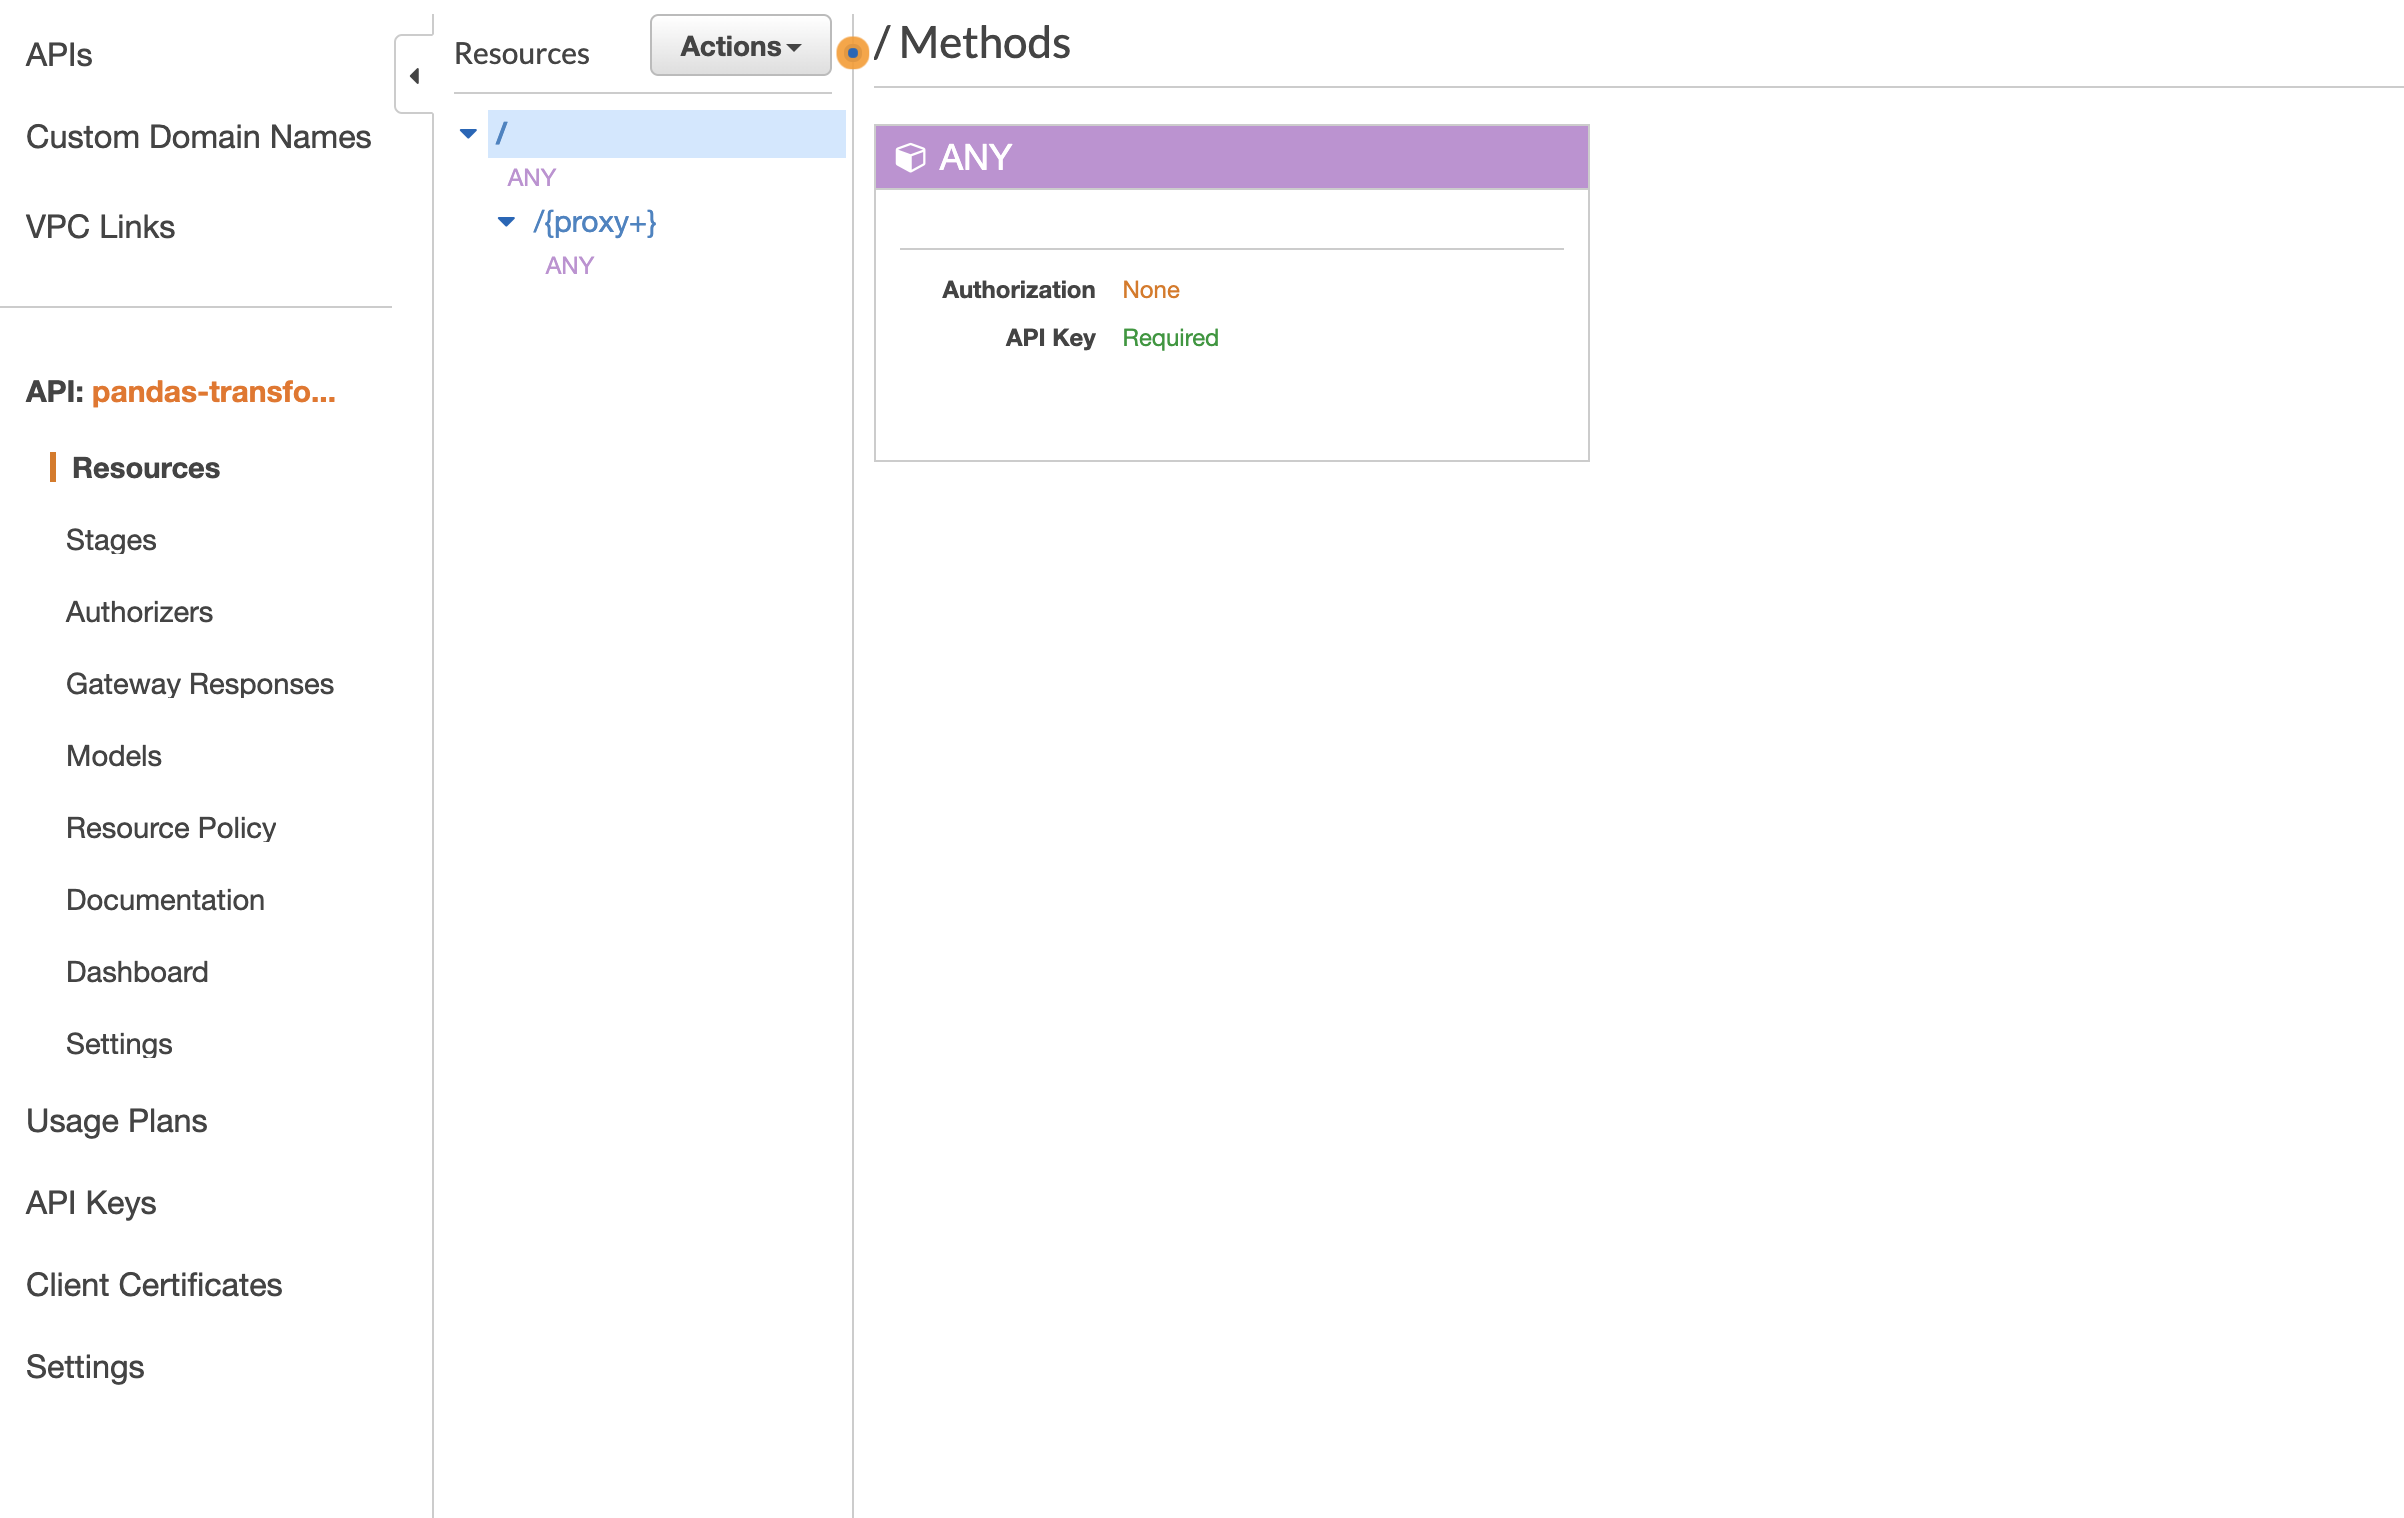 APIs
Custom Domain Names
VPC Links
API: pandas-transfo...
Resources
Stages
Authorizers
Gateway Responses
Models
Resource Policy
Documentation
Dashboard
Settings
Usage Plans
API Keys
Client Certificates
Settings
Resources
Actions
/
ANY
/{proxy+}
ANY
/ Methods
ANY
Authorization None
API Key Required